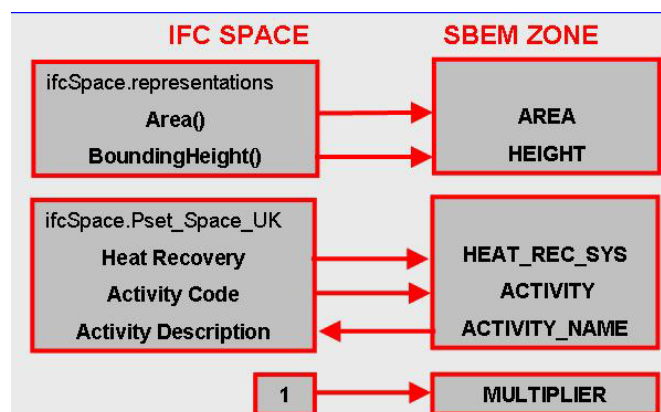 IFC SPACE SBEM ZONE
ifcSpace.representations
Area() AREA
BoundingHeight() HEIGHT
ifcSpace.Pset_Space_UK
Heat Recovery HEAT_REC_SYS
Activity Code ACTIVITY
Activity Description ACTIVITY_NAME
1 MULTIPLIER